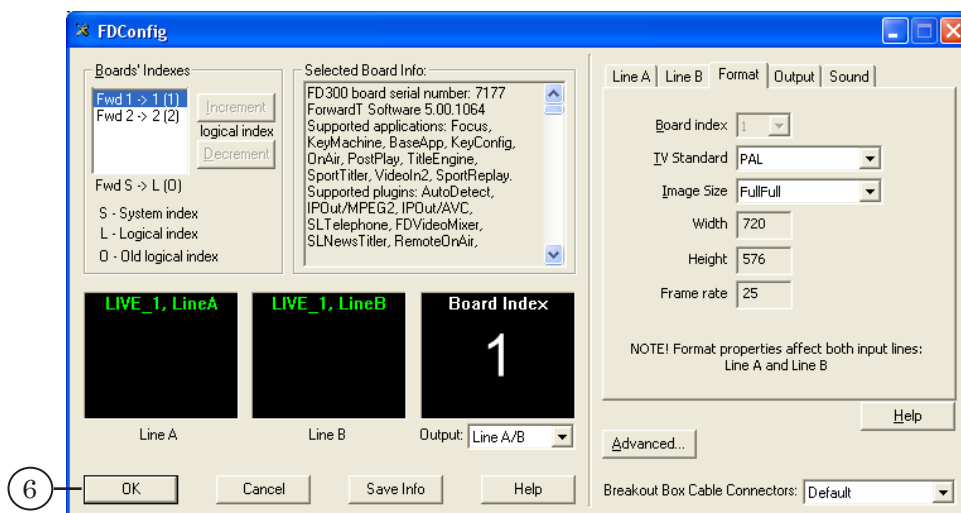 FDConfig
Boards' Indexes
Fwd 1 -> 1 (1)
Fwd 2 -> 2 (2)
Increment
logical index
Decrement
Fwd S -> L (O)
S - System index
L - Logical index
O - Old logical index
Selected Board Info:
FD300 board serial number: 7177
ForwardT Software 5.00.1064
Supported applications: Focus,
KeyMachine, BaseApp, KeyConfig,
OnAir, PostPlay, TitleEngine,
SportTitler, VideoIn2, SportReplay.
Supported plugins: AutoDetect,
IPOut/MPEG2, IPOut/AVC,
SLTelephone, FDVideoMixer,
SLNewsTitler, RemoteOnAir,
LIVE_1, LineA
LIVE_1, LineB
Board Index
1
Line A
Line B
Output: Line A/B
6
OK
Cancel
Save Info
Help
Line A
Line B
Format
Output
Sound
Board index 1
TV Standard PAL
Image Size FullFull
Width 720
Height 576
Frame rate 25
NOTE! Format properties affect both input lines:
Line A and Line B
Help
Advanced...
Breakout Box Cable Connectors: Default